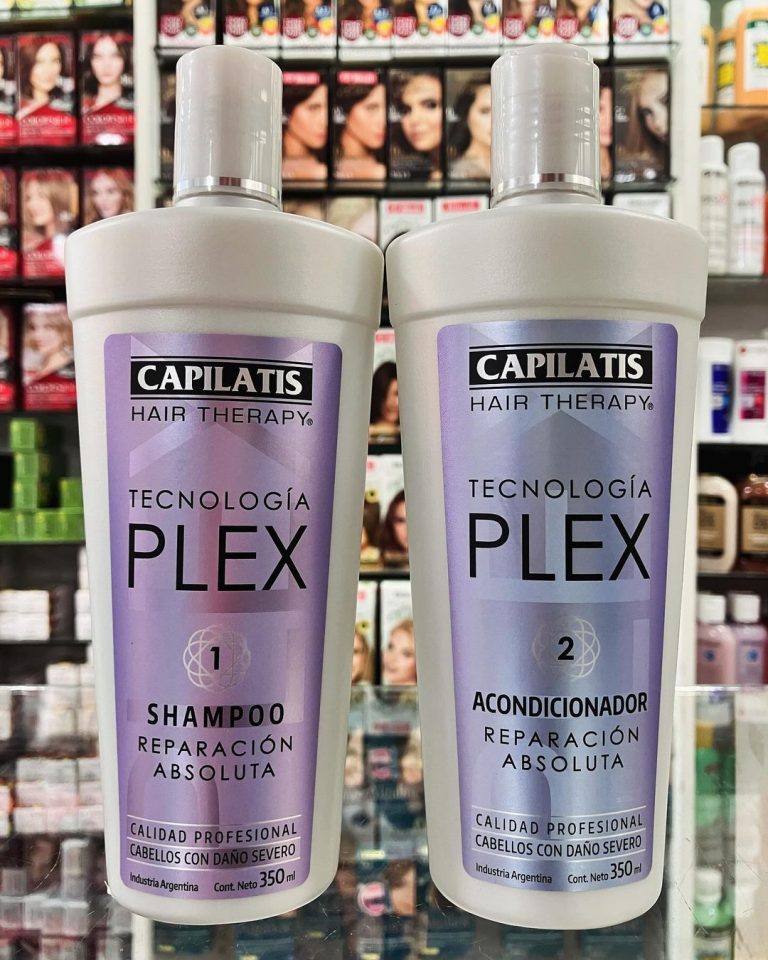 CAPILATIS
HAIR THERAPY®
TECNOLOGÍA
PLEX
1
SHAMPOO
REPARACIÓN
ABSOLUTA
CALIDAD PROFESIONAL
CABELLOS CON DAÑO SEVERO
Industria Argentina Cont. Neto 350 ml
CAPILATIS
HAIR THERAPY®
TECNOLOGÍA
PLEX
2
ACONDICIONADOR
REPARACIÓN
ABSOLUTA
CALIDAD PROFESIONAL
CABELLOS CON DAÑO SEVERO
Industria Argentina Cont. Neto 350 ml